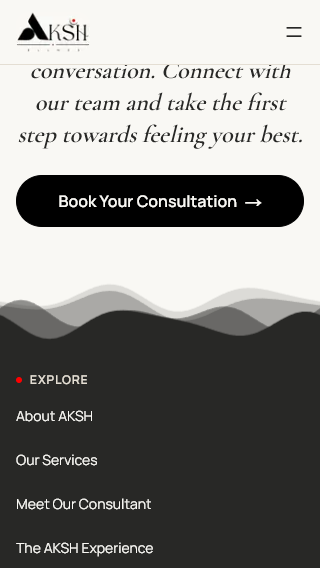 AKSH
conversation. Connect with
our team and take the first
step towards feeling your best.
Book Your Consultation →
EXPLORE
About AKSH
Our Services
Meet Our Consultant
The AKSH Experience